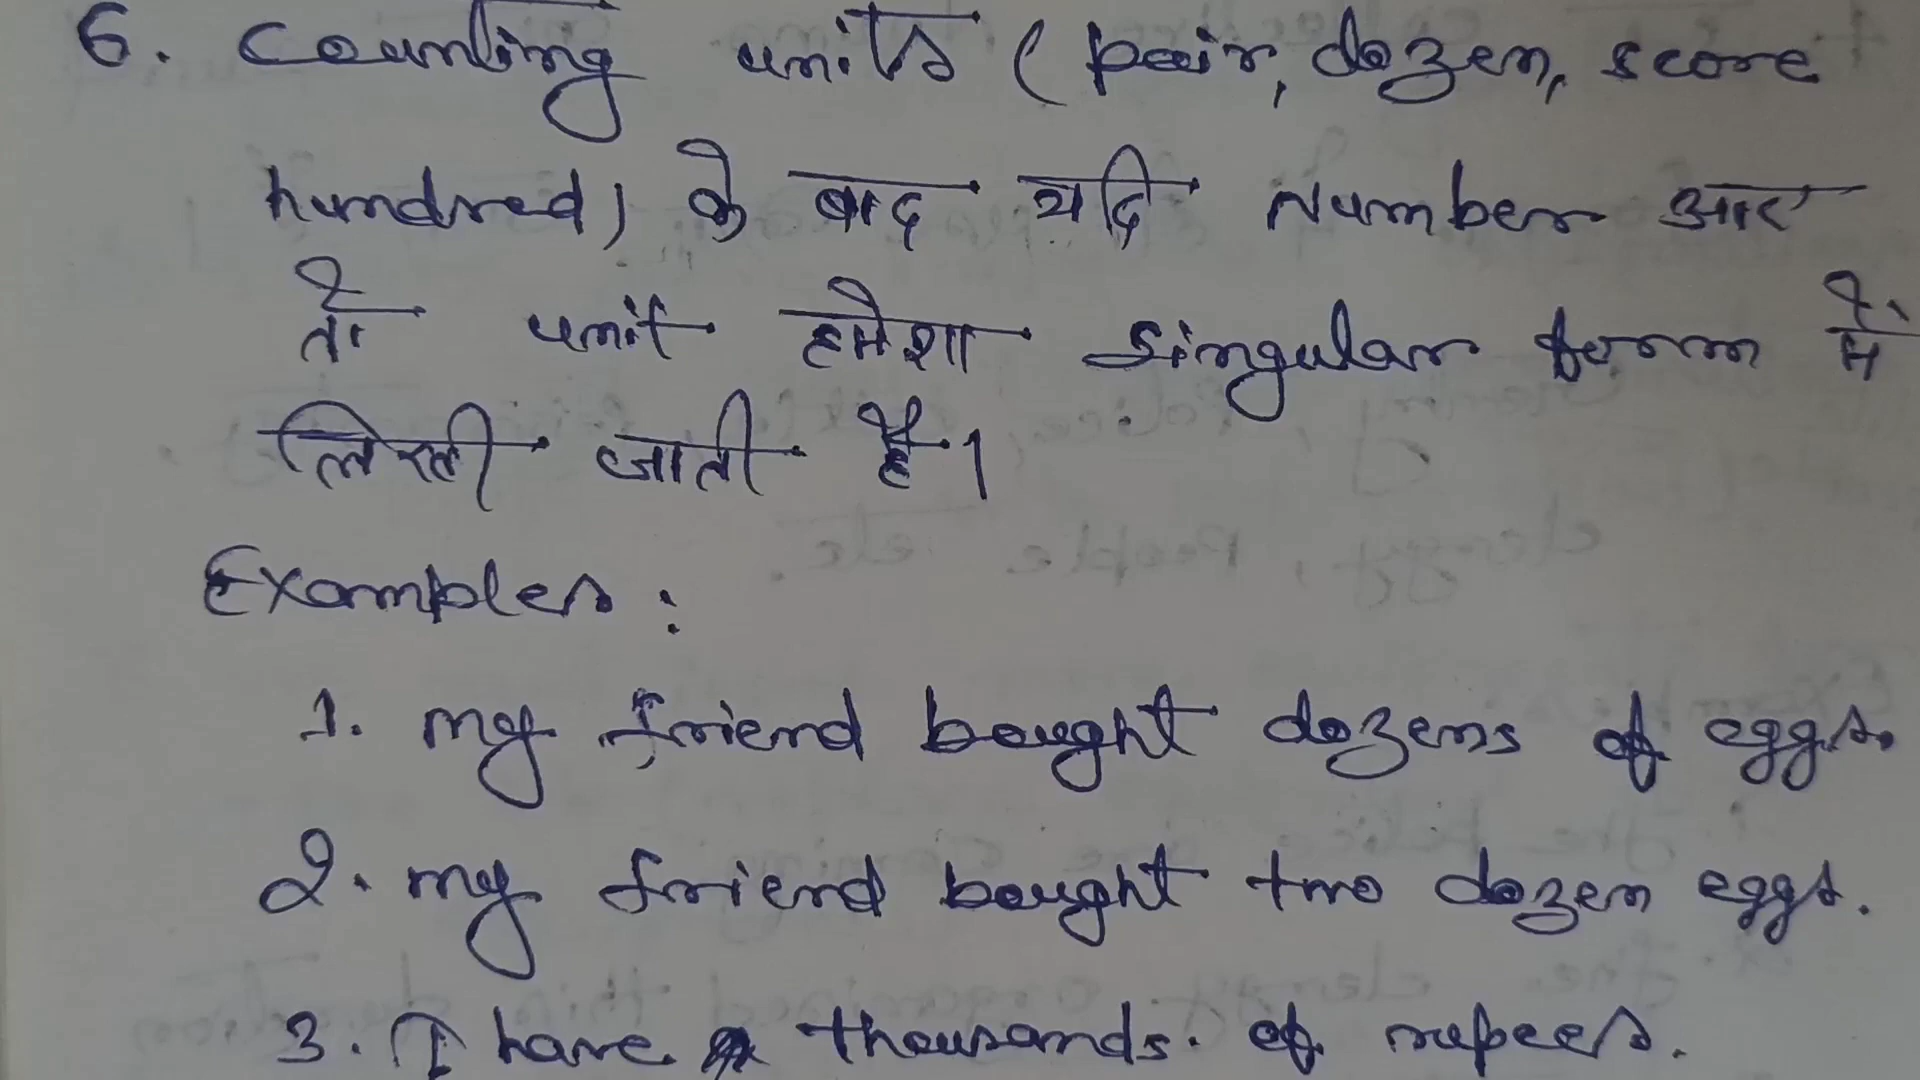 6. Counting units (pair, dozen, score
hundred) के बाद यदि Number आए
तो unit हमेशा singular form में
लिखी जाती है।
Examples:
1. my friend bought dozens of eggs.
2. my friend bought two dozen eggs.
3. I have thousands. of rupees.